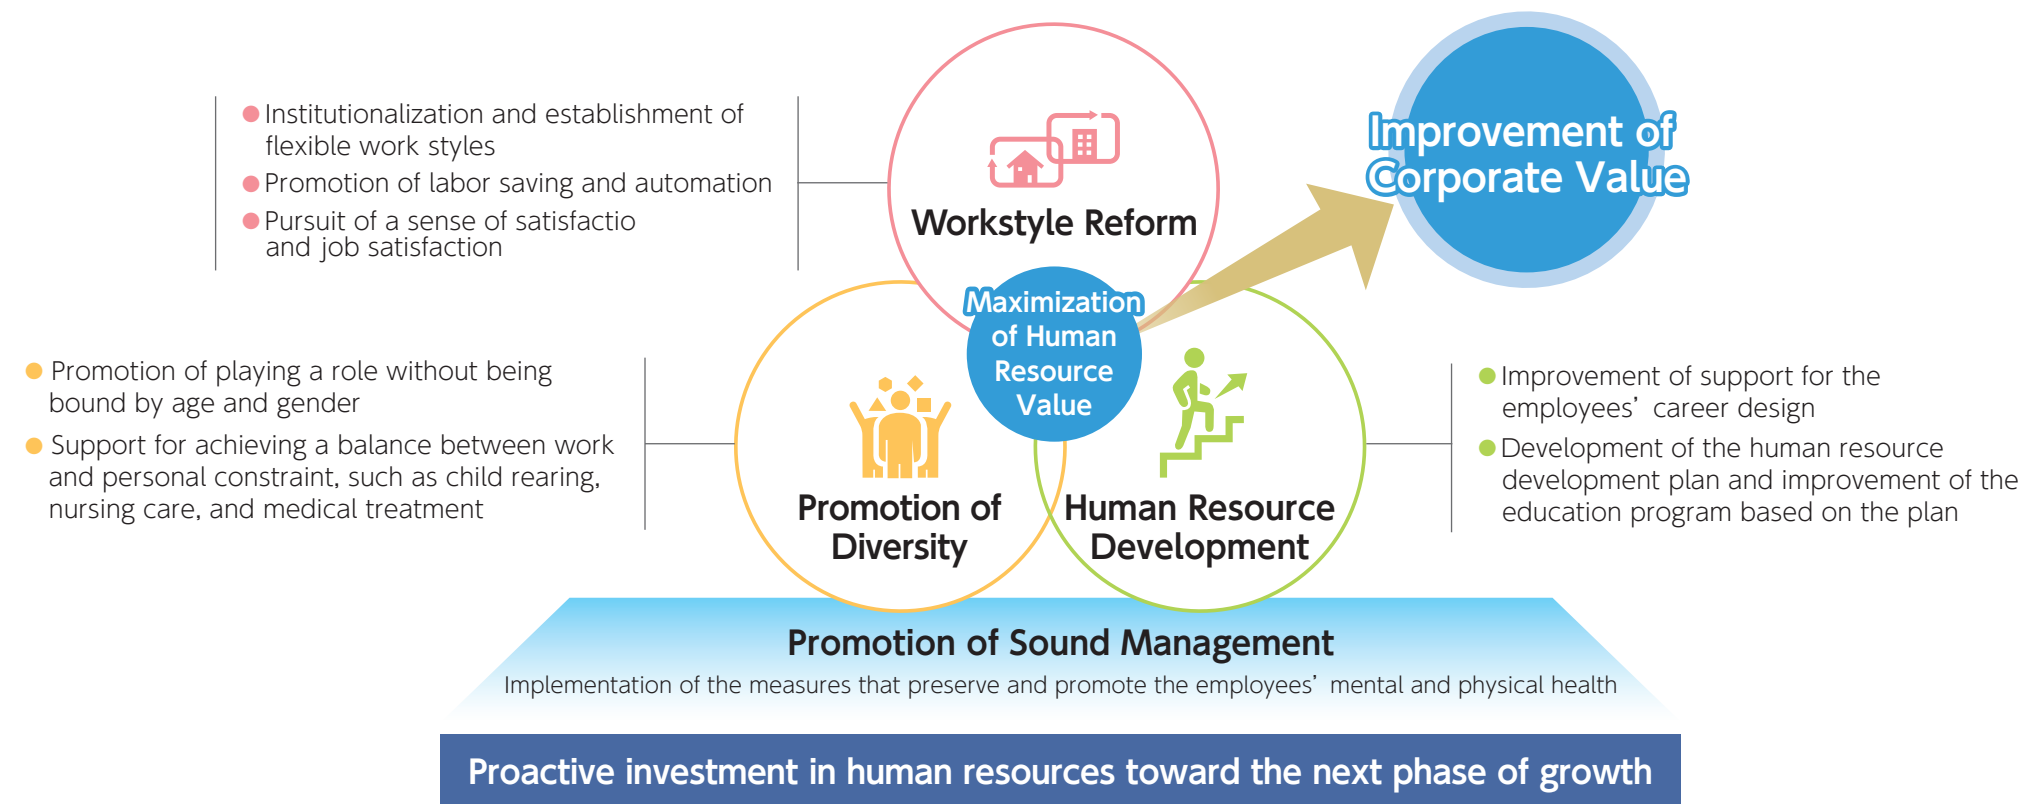 Institutionalization and establishment of
flexible work styles
Promotion of labor saving and automation
Pursuit of a sense of satisfactio
and job satisfaction
Workstyle Reform
Improvement of
Corporate Value
Maximization
of Human
Resource
Value
Promotion of playing a role without being
bound by age and gender
Support for achieving a balance between work
and personal constraint, such as child rearing,
nursing care, and medical treatment
Promotion of
Diversity
Human Resource
Development
Improvement of support for the
employees’ career design
Development of the human resource
development plan and improvement of the
education program based on the plan
Promotion of Sound Management
Implementation of the measures that preserve and promote the employees’ mental and physical health
Proactive investment in human resources toward the next phase of growth